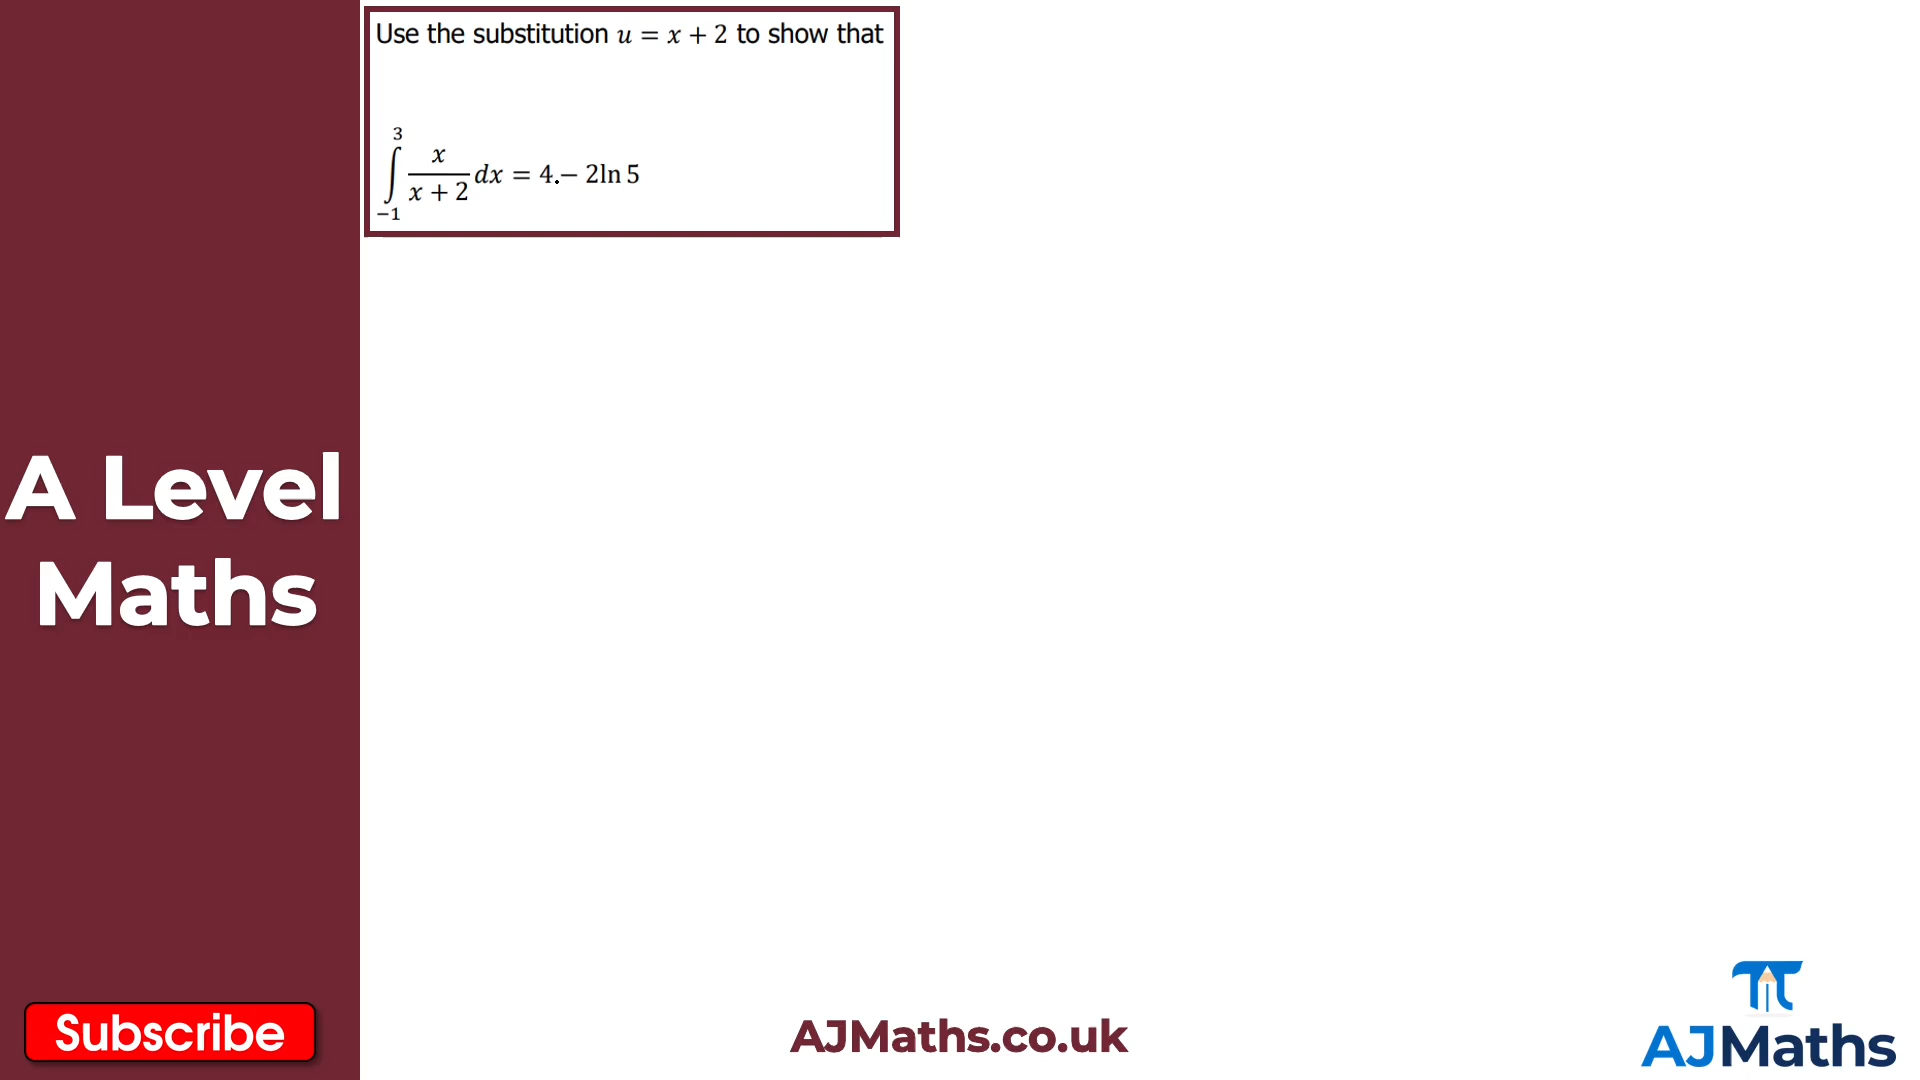 Use the substitution u = x + 2 to show that
3
∫ x/(x + 2) dx = 4.− 2ln 5
−1
A Level
Maths
Subscribe
AJMaths.co.uk
AJMaths